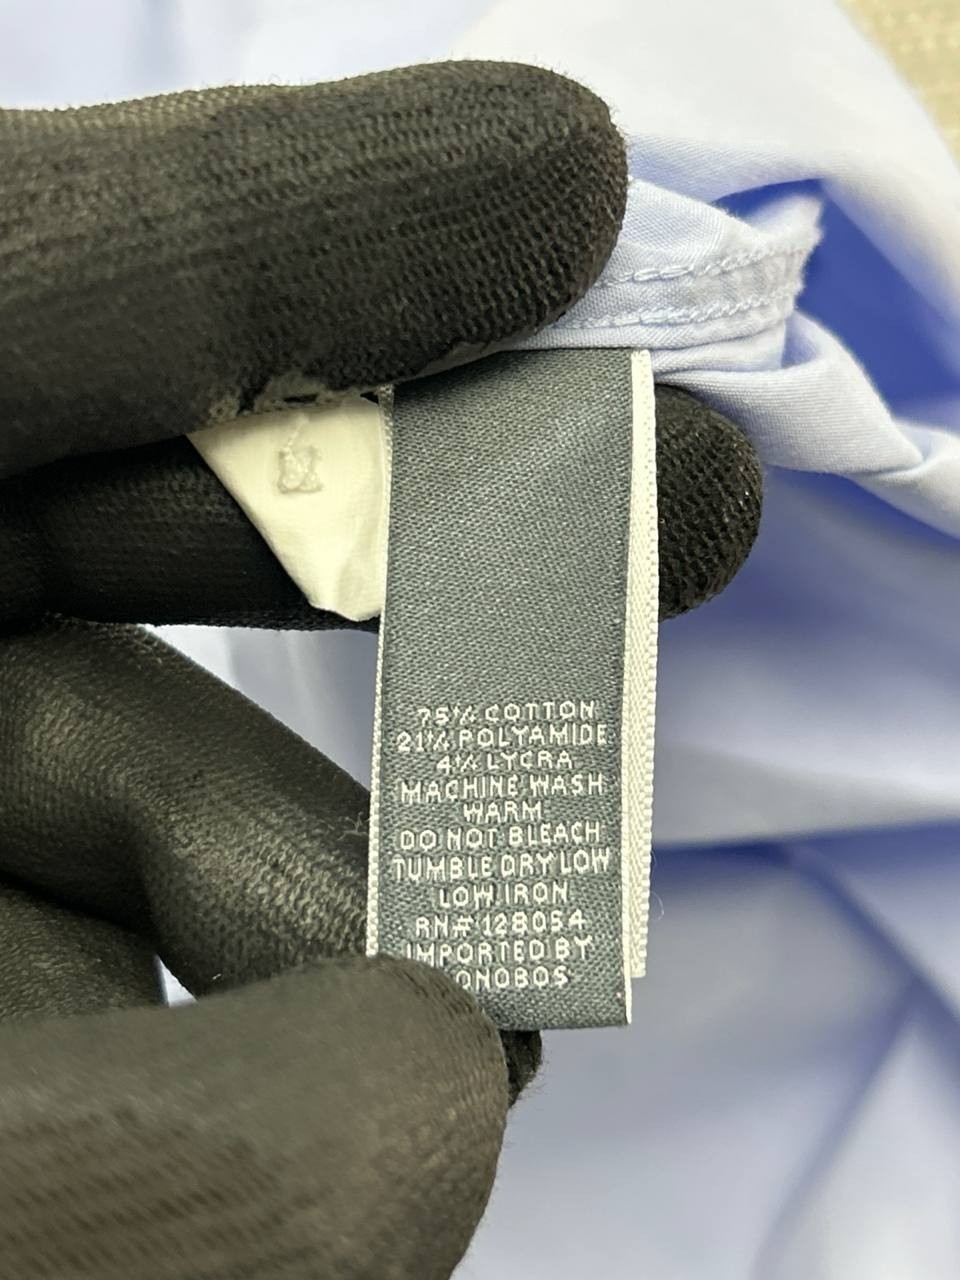 75% COTTON
21% POLYAMIDE
4% LYCRA
MACHINE WASH
WARM
DO NOT BLEACH
TUMBLE DRY LOW
LOW IRON
RN# 128054
IMPORTED BY
ONOBOS